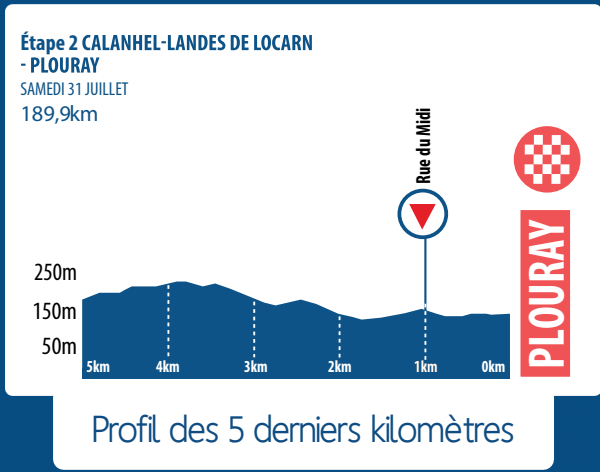 Étape 2 CALANHEL-LANDES DE LOCARN
- PLOURAY
SAMEDI 31 JUILLET
189,9km
Rue du Midi
PLOURAY
250m
150m
50m
5km 4km 3km 2km 1km 0km
Profil des 5 derniers kilomètres